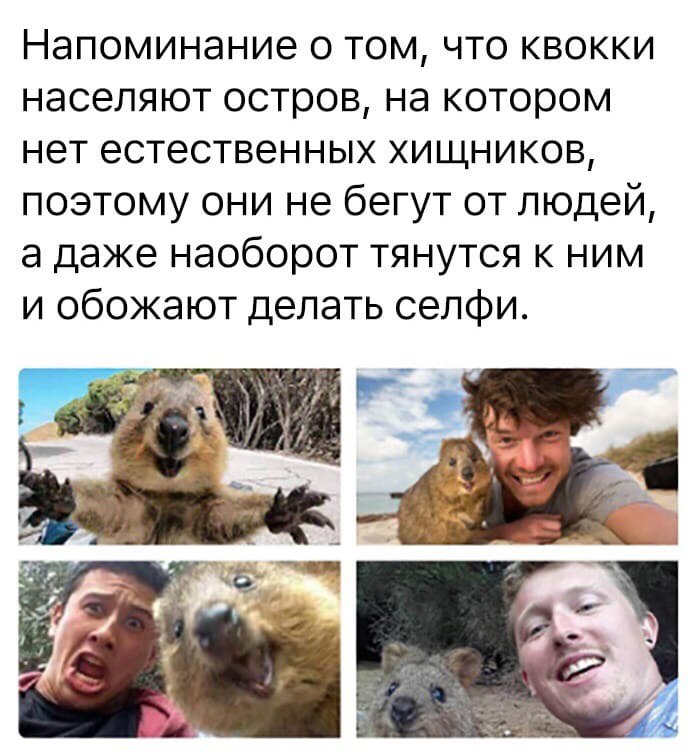 Напоминание о том, что квокки
населяют остров, на котором
нет естественных хищников,
поэтому они не бегут от людей,
а даже наоборот тянутся к ним
и обожают делать селфи.